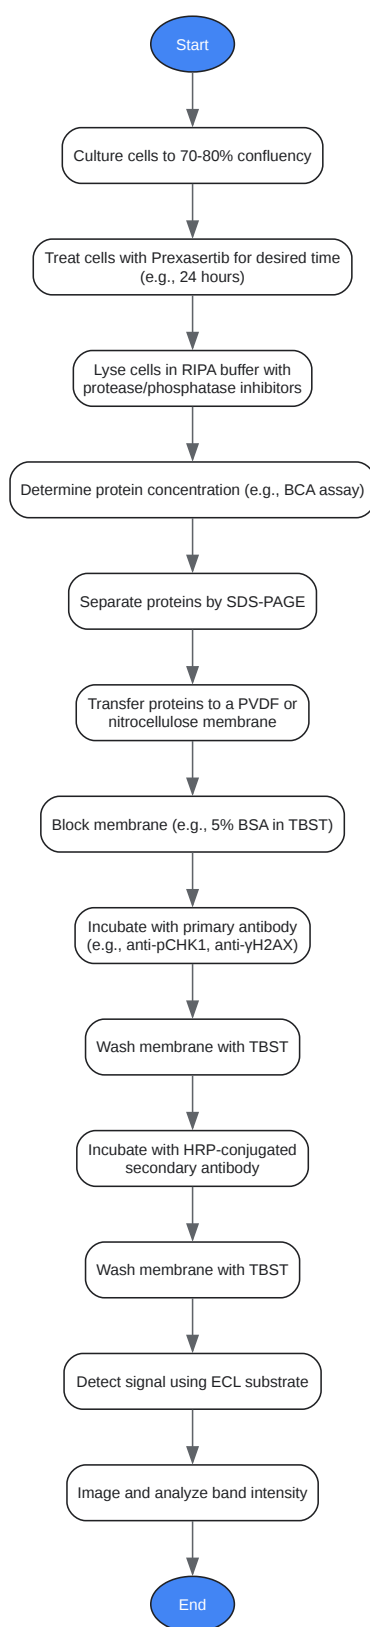 Start
Culture cells to 70-80% confluency
Treat cells with Prexasertib for desired time
(e.g., 24 hours)
Lyse cells in RIPA buffer with
protease/phosphatase inhibitors
Determine protein concentration (e.g., BCA assay)
Separate proteins by SDS-PAGE
Transfer proteins to a PVDF or
nitrocellulose membrane
Block membrane (e.g., 5% BSA in TBST)
Incubate with primary antibody
(e.g., anti-pCHK1, anti-γH2AX)
Wash membrane with TBST
Incubate with HRP-conjugated
secondary antibody
Wash membrane with TBST
Detect signal using ECL substrate
Image and analyze band intensity
End